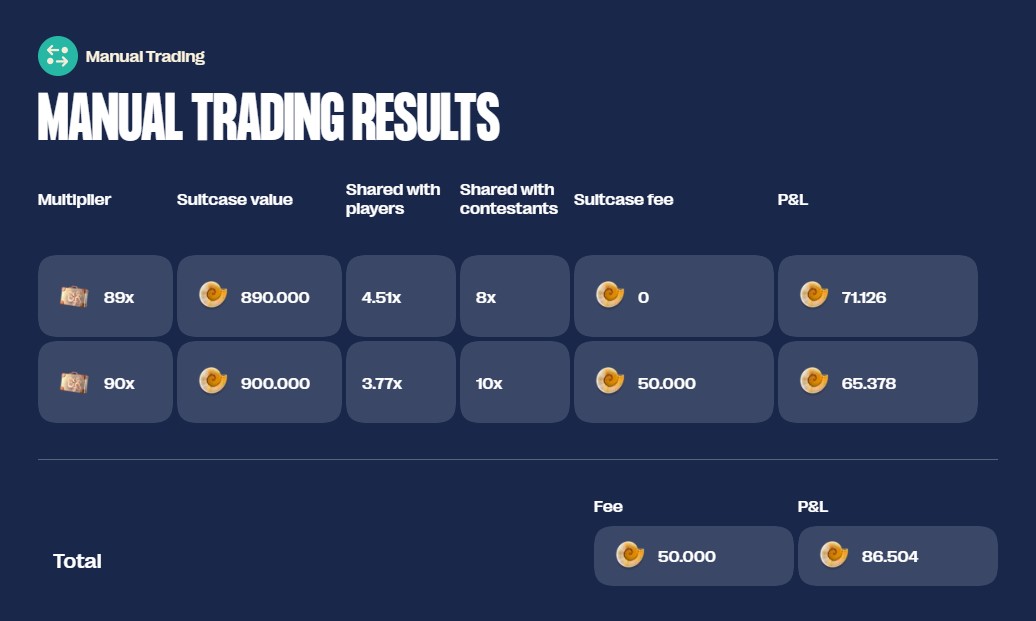 Manual Trading
MANUAL TRADING RESULTS
Multiplier Suitcase value Shared with players Shared with contestants Suitcase fee P&L
89x 890.000 4.51x 8x 0 71.126
90x 900.000 3.77x 10x 50.000 65.378
Fee P&L
Total 50.000 86.504